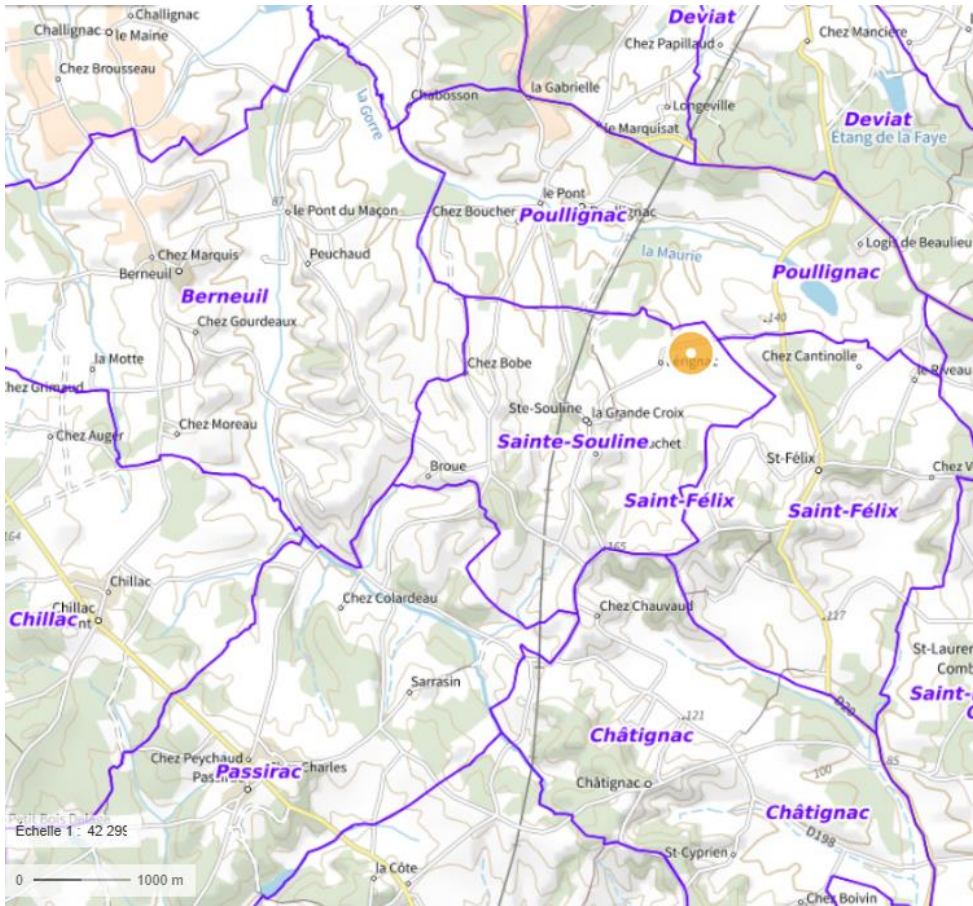 Challignac
Deviat
Challignac
le Maine
Chez Papillaud
Chez Mancière
Chez Brousseau
la Gabrielle
Chabosson
la Gorre
Longeville
le Marquisat
Deviat
Étang de la Faye
87
le Pont
le Pont du Maçon
Chez Boucher
Poullignac
la Maurie
Logis de Beaulieu
Chez Marquis
Peuchaud
Berneuil
Poullignac
Berneuil
Chez Gourdeaux
140
la Motte
Chez Bobe
Chez Cantinolle
le Riveau
Chez Grimaud
Ste-Souline
la Grande Croix
Chez Moreau
Chez Auger
Sainte-Souline
St-Félix
Broue
Saint-Félix
Saint-Félix
164
165
Chillac
Chez Colardeau
Chez Chauvaud
117
Chillac
Chillac
Sarrasin
D20
121
Châtignac
85
Chez Peychaud
Passirac
100
Châtignac
Châtignac
Échelle 1 : 42 299
D198
St-Cyprien
la Côte
0
1000 m
Chez Boivin